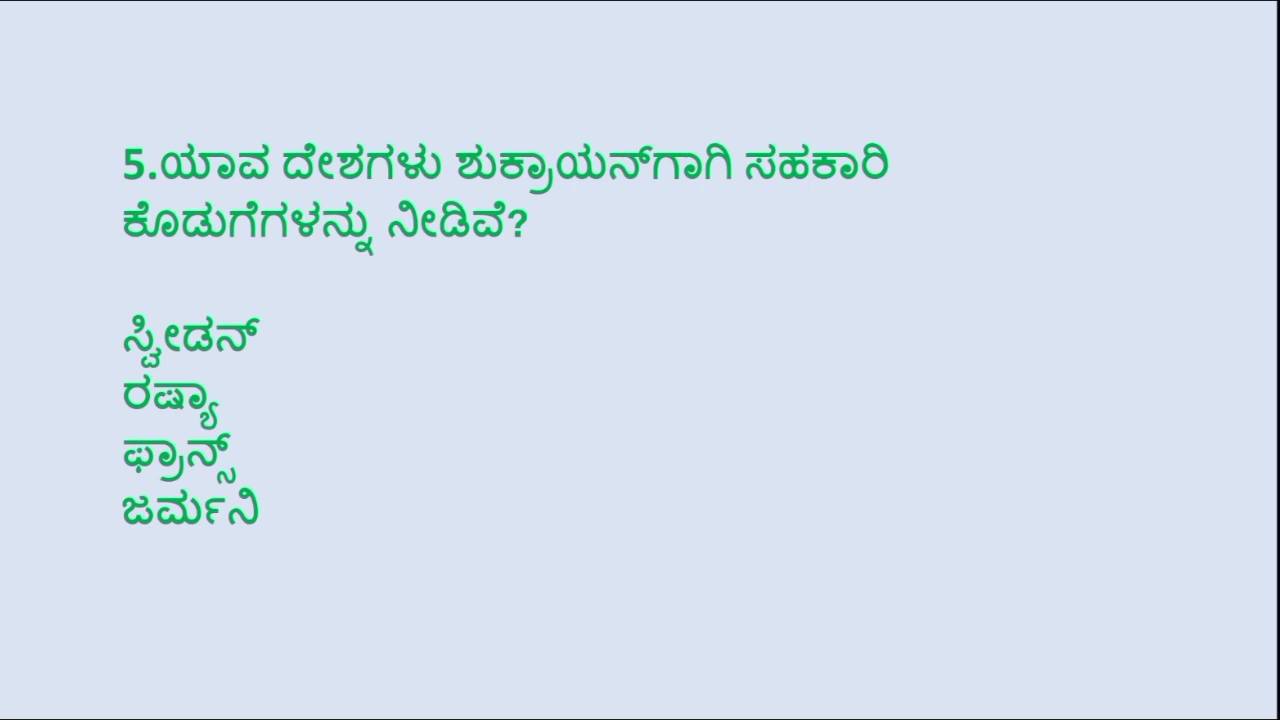 5.ಯಾವ ದೇಶಗಳು ಶುಕ್ರಾಯನ್‌ಗಾಗಿ ಸಹಕಾರಿ
ಕೊಡುಗೆಗಳನ್ನು ನೀಡಿವೆ?
ಸ್ವೀಡನ್
ರಷ್ಯಾ
ಫ್ರಾನ್ಸ್
ಜರ್ಮನಿ